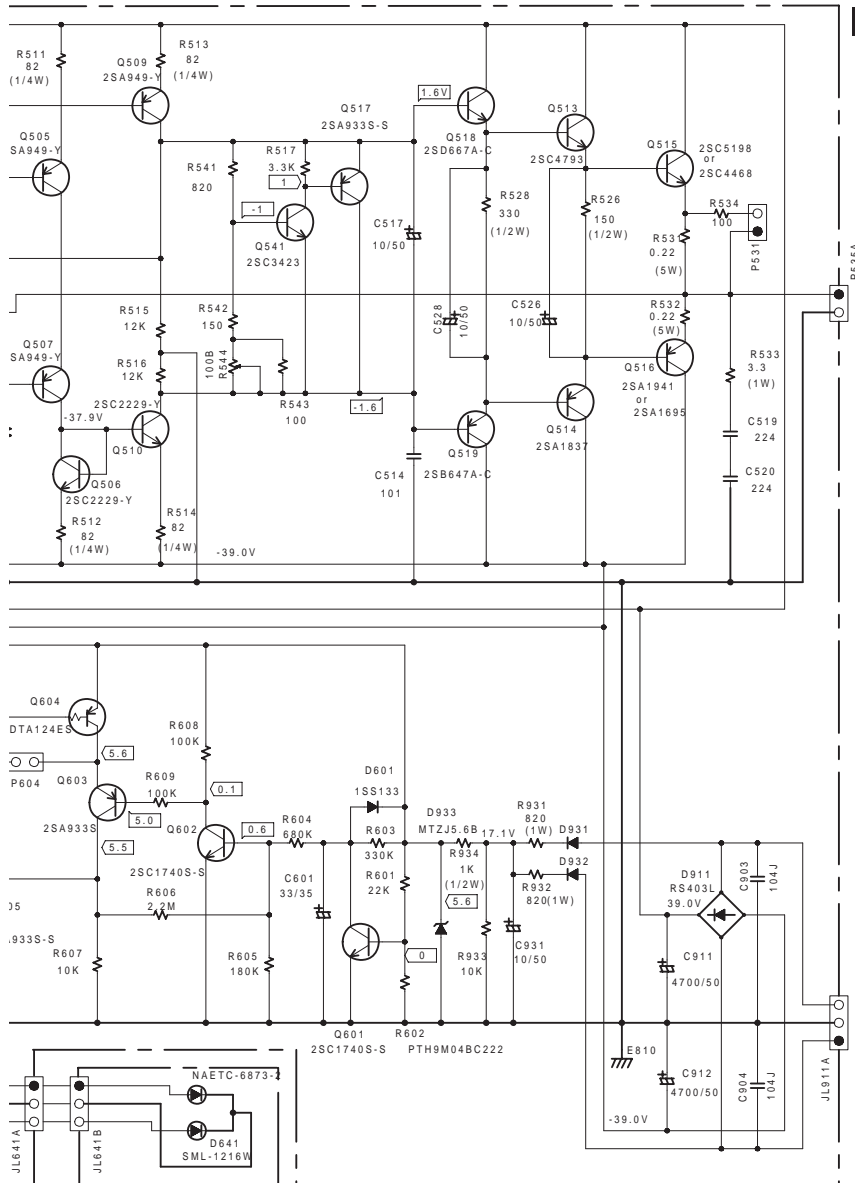 R511
82
(1/4W)
Q509
2SA949-Y
R513
82
(1/4W)
Q517
2SA933S-S
1.6V
Q518
2SD667A-C
Q513
2SC4793
Q515
2SC5198
or
2SC4468
Q505
SA949-Y
R541
820
R517
3.3K
1
-1
Q541
2SC3423
C517
10/50
R528
330
(1/2W)
R526
150
(1/2W)
R534
100
R531
0.22
(5W)
P531
R515
12K
R542
150
C528
10/50
C526
10/50
R532
0.22
(5W)
Q507
SA949-Y
R516
12K
100B
R544
R543
100
-1.6
Q516
2SA1941
or
2SA1695
R533
3.3
(1W)
2SC2229-Y
-37.9V
Q510
Q506
2SC2229-Y
C514
101
Q519
2SB647A-C
Q514
2SA1837
C519
224
C520
224
R512
82
(1/4W)
R514
82
(1/4W)
-39.0V
Q604
DTA124ES
R608
100K
5.6
P604
Q603
R609
100K
0.1
2SA933S
5.0
Q602
0.6
5.5
2SC1740S-S
R604
680K
D601
1SS133
R603
330K
D933
MTZJ5.6B
17.1V
R931
820
(1W)
D931
R934
1K
(1/2W)
D932
R932
820(1W)
D911
RS403L
39.0V
C903
104J
R606
2.2M
C601
33/35
R601
22K
5.6
05
A933S-S
R607
10K
R605
180K
0
R933
10K
C931
10/50
C911
4700/50
Q601
2SC1740S-S
R602
PTH9M04BC222
E810
C912
4700/50
C904
104J
JL911A
-39.0V
NAETC-6873-2
D641
SML-1216W
JL641A
JL641B